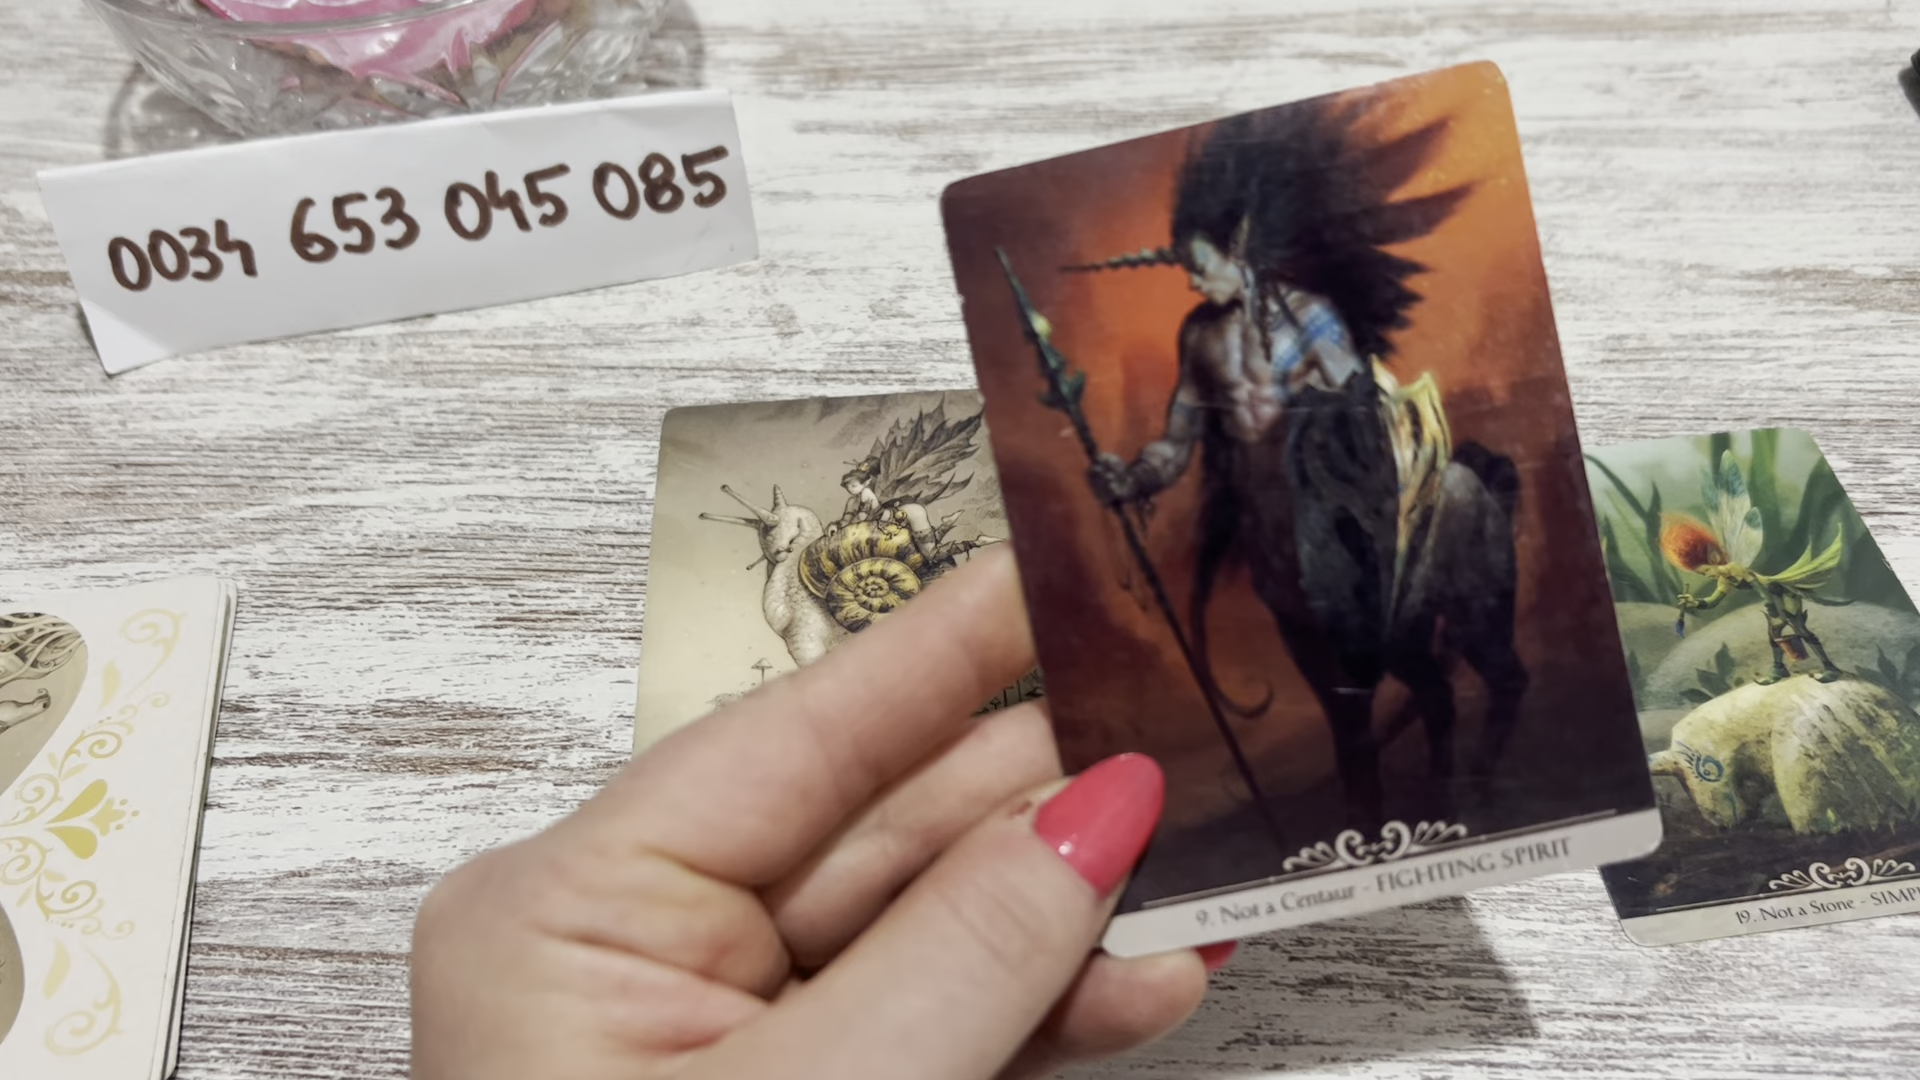 0034 653 045 085
9. Not a Centaur - FIGHTING SPIRIT
19. Not a Stone - SIMP